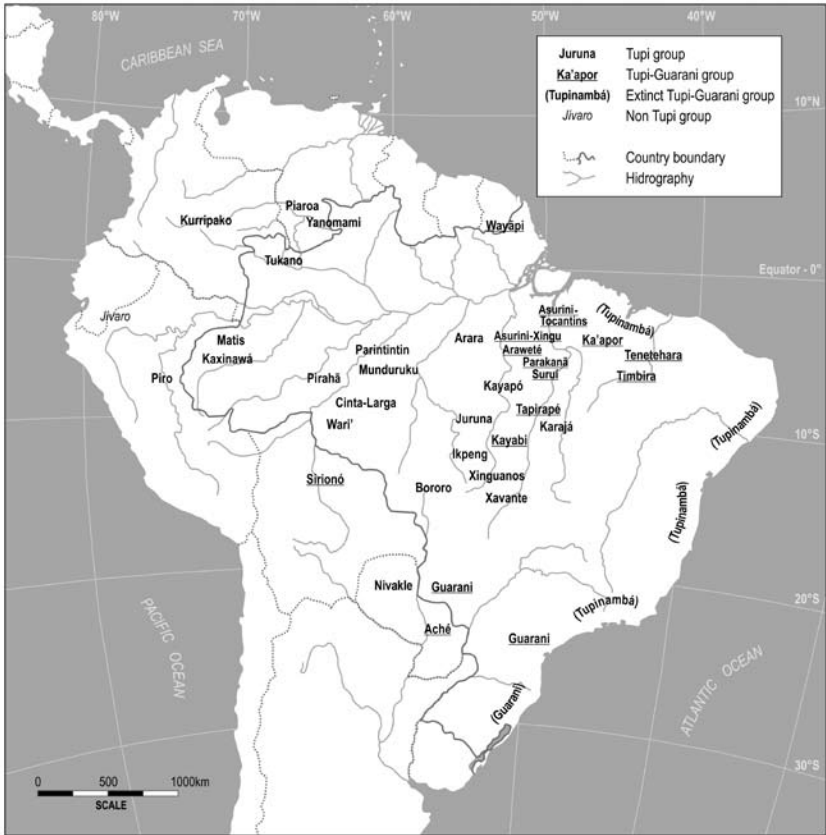 80°W
70°W
60°W
50°W
40°W
CARIBBEAN SEA
Juruna Tupi group
Ka'apor Tupi-Guarani group
(Tupinambá) Extinct Tupi-Guarani group
Jivaro Non Tupi group
Country boundary
Hidrography
10°N
Piaroa
Kurripako
Yanomami
Wayãpi
Tukano
Equator - 0°
Jivaro
Asurini-
Tocantins
(Tupinambá)
Matis
Arara
Asurini-Xingu
Ka'apor
Kaxinawá
Parintintin
Araweté
Tenetehara
Munduruku
Parakanã
Piro
Pirahã
Suruí
Timbira
Kayapó
Cinta-Larga
Tapirapé
Wari'
Juruna
Karajá
(Tupinambá)
10°S
Kayabi
Ikpeng
Sirionó
Xinguanos
Bororo
Xavante
(Tupinambá)
Nivakle
Guarani
20°S
(Tupinambá)
Aché
Guarani
PACIFIC OCEAN
(Guarani)
ATLANTIC OCEAN
30°S
0 500 1000km
SCALE